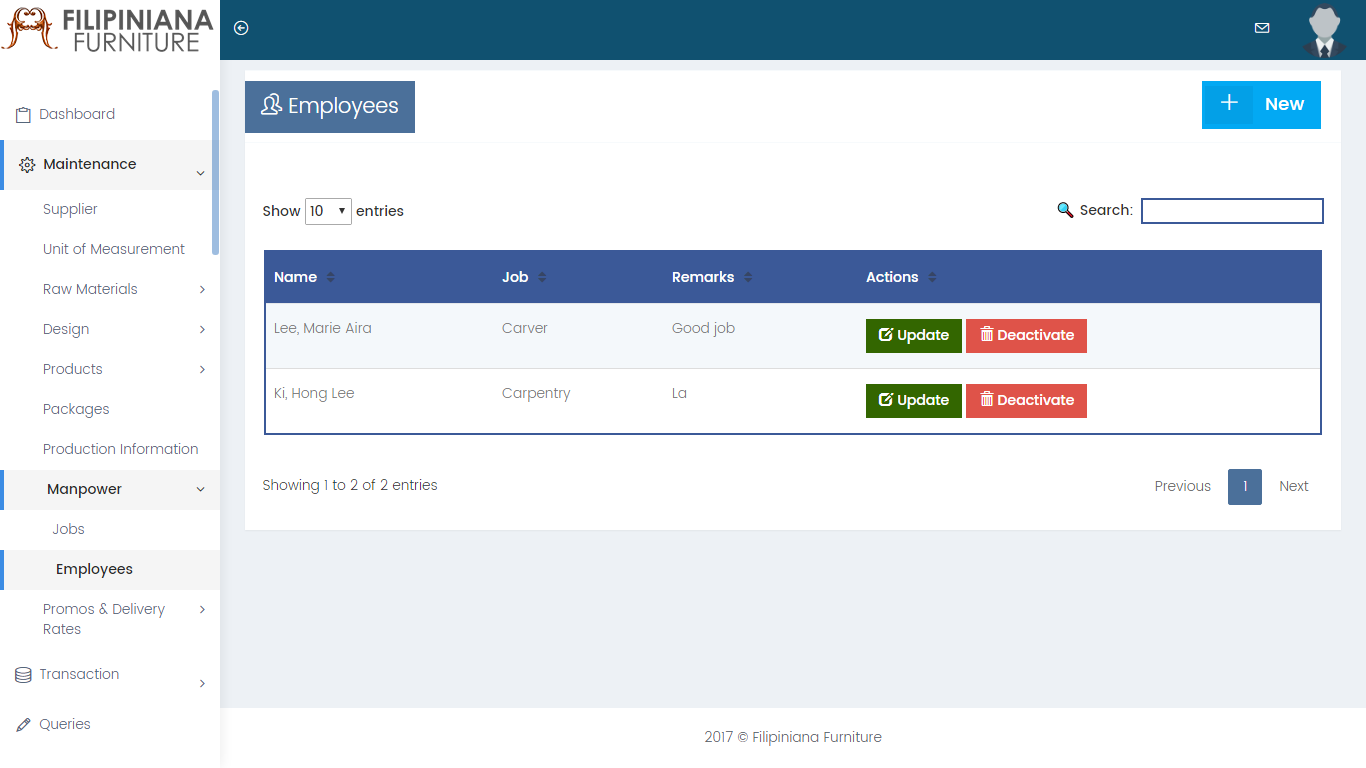 FILIPINIANA
FURNITURE
Dashboard
Maintenance
Supplier
Unit of Measurement
Raw Materials
Design
Products
Packages
Production Information
Manpower
Jobs
Employees
Promos & Delivery
Rates
Transaction
Queries
Employees
New
Show 10 entries
Search:
Name Job Remarks Actions
Lee, Marie Aira Carver Good job Update Deactivate
Ki, Hong Lee Carpentry La Update Deactivate
Showing 1 to 2 of 2 entries
Previous 1 Next
2017 © Filipiniana Furniture